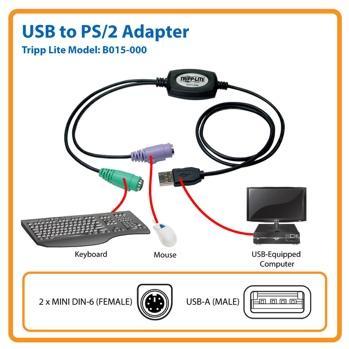 USB to PS/2 Adapter
Tripp Lite Model: B015-000
TRIPP·LITE
Keyboard
Mouse
USB-Equipped
Computer
2 x MINI DIN-6 (FEMALE)
USB-A (MALE)